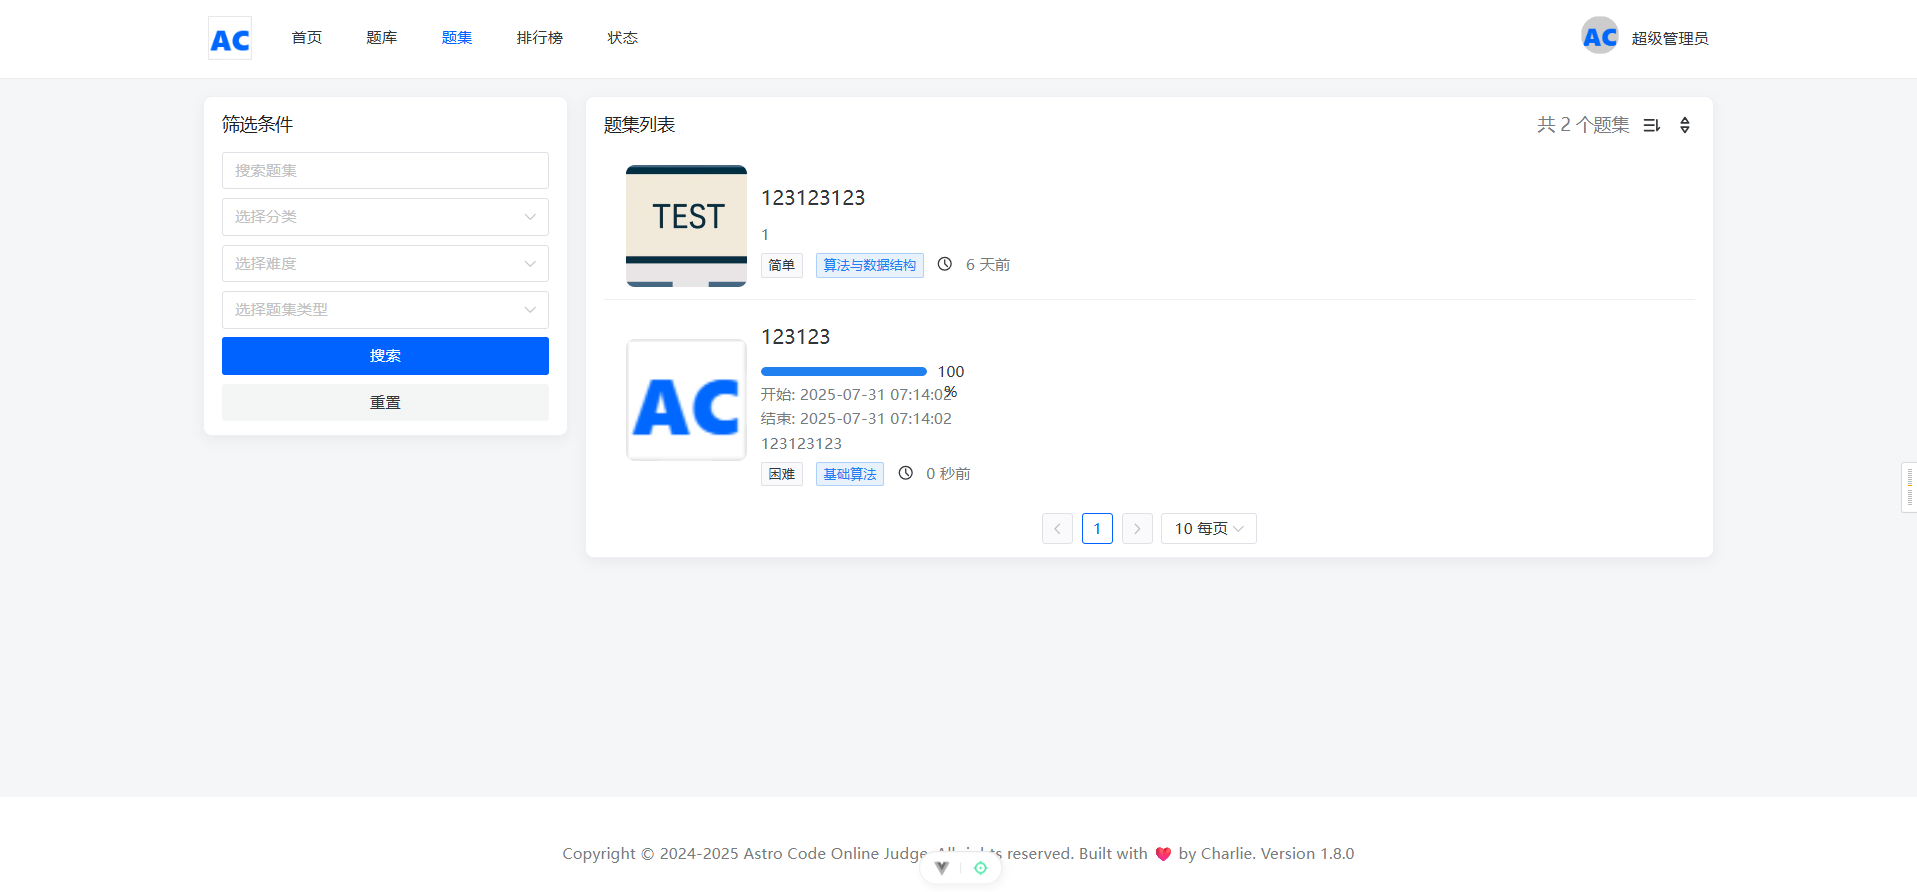 AC 首页 题库 题集 排行榜 状态 AC 超级管理员
筛选条件
搜索题集
选择分类
选择难度
选择题集类型
搜索
重置
题集列表 共 2 个题集
TEST
123123123
1
简单 算法与数据结构 6 天前
AC
123123
100%
开始: 2025-07-31 07:14:02
结束: 2025-07-31 07:14:02
123123123
困难 基础算法 0 秒前
1 10 每页
Copyright © 2024-2025 Astro Code Online Judge. All rights reserved. Built with ❤️ by Charlie. Version 1.8.0